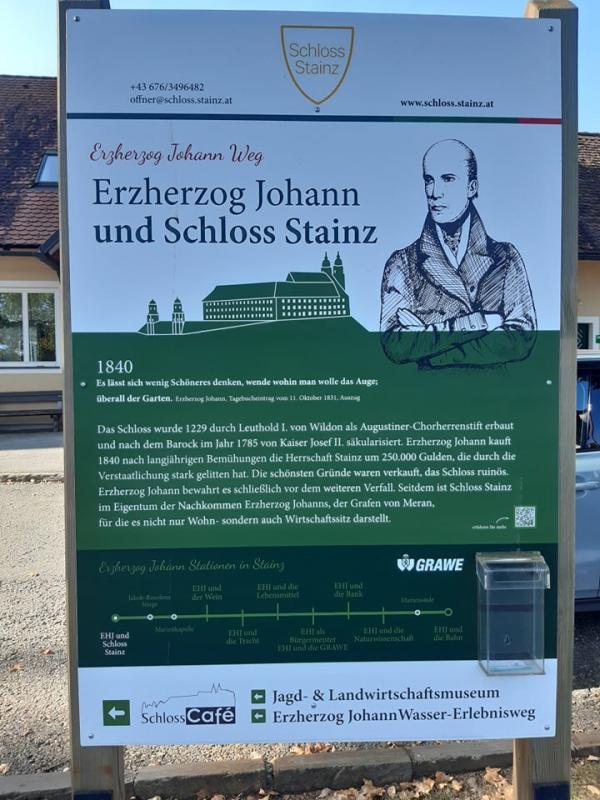 Schloss
Stainz
+43 676/3496482
offner@schloss.stainz.at
www.schloss.stainz.at
Erzherzog Johann Weg
Erzherzog Johann
und Schloss Stainz
1840
Es lässt sich wenig Schöneres denken, wende wohin man wolle das Auge;
überall der Garten. Erzherzog Johann, Tagebucheintrag vom 11. Oktober 1831, Auszug
Das Schloss wurde 1229 durch Leuthold I. von Wildon als Augustiner-Chorherrenstift erbaut
und nach dem Barock im Jahr 1785 von Kaiser Josef II. säkularisiert. Erzherzog Johann kauft
1840 nach langjährigen Bemühungen die Herrschaft Stainz um 250.000 Gulden, die durch die
Verstaatlichung stark gelitten hat. Die schönsten Gründe waren verkauft, das Schloss ruinös.
Erzherzog Johann bewahrt es schließlich vor dem weiteren Verfall. Seitdem ist Schloss Stainz
im Eigentum der Nachkommen Erzherzog Johanns, der Grafen von Meran,
für die es nicht nur Wohn- sondern auch Wirtschaftssitz darstellt.
erfahren Sie mehr
Erzherzog Johann Stationen in Stainz
GRAWE
Jakob-Rosolenz
Stiege
EHJ und
der Wein
EHJ und die
Lebensmittel
EHJ und
die Bank
Mariensäule
EHJ und
Schloss
Stainz
Marienkapelle
EHJ und
die Tracht
EHJ als
Bürgermeister
EHJ und die GRAWE
EHJ und die
Naturwissenschaft
EHJ und
die Bahn
Schloss Café
Jagd- & Landwirtschaftsmuseum
Erzherzog JohannWasser-Erlebnisweg